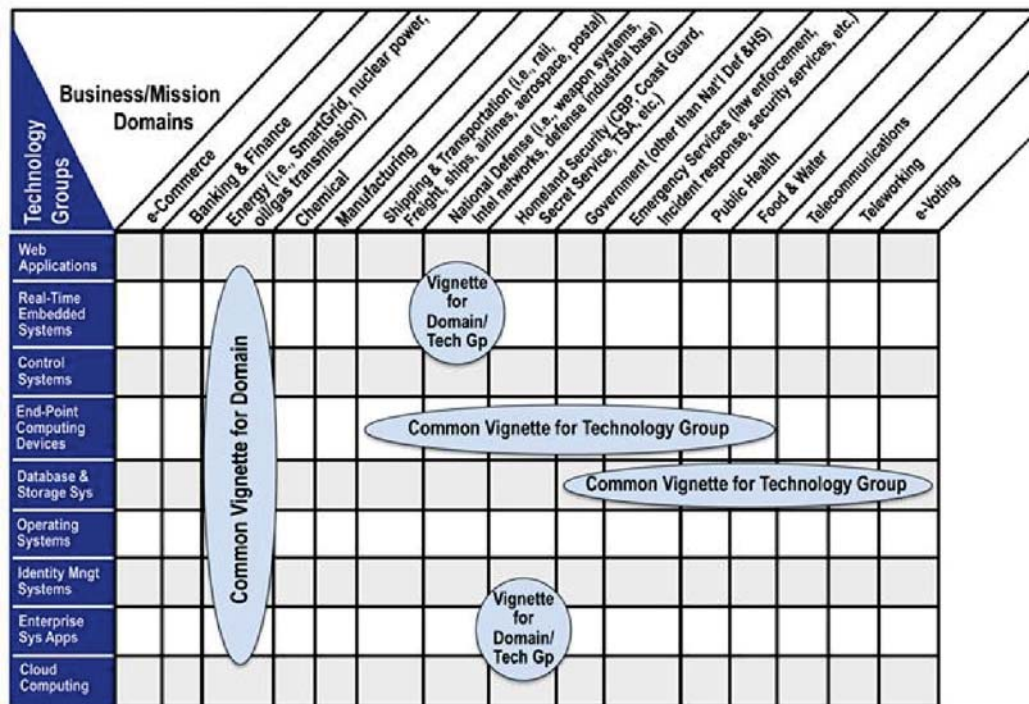 Business/Mission
Domains
Technology
Groups
e-Commerce
Banking & Finance
Energy (i.e., SmartGrid, nuclear power,
oil/gas transmission)
Chemical
Manufacturing
Shipping & Transportation (i.e., rail,
Freight, ships, airlines, aerospace, postal)
National Defense (i.e., weapon systems,
Intel networks, defense industrial base)
Homeland Security (CBP, Coast Guard,
Secret Service, TSA, etc.)
Government (other than Nat'l Def &HS)
Emergency Services (law enforcement,
Incident response, security services, etc.)
Public Health
Food & Water
Telecommunications
Teleworking
e-Voting
Web
Applications
Real-Time
Embedded
Systems
Control
Systems
End-Point
Computing
Devices
Database &
Storage Sys
Operating
Systems
Identity Mngt
Systems
Enterprise
Sys Apps
Cloud
Computing
Common Vignette for Domain
Vignette
for
Domain/
Tech Gp
Common Vignette for Technology Group
Common Vignette for Technology Group
Vignette
for
Domain/
Tech Gp